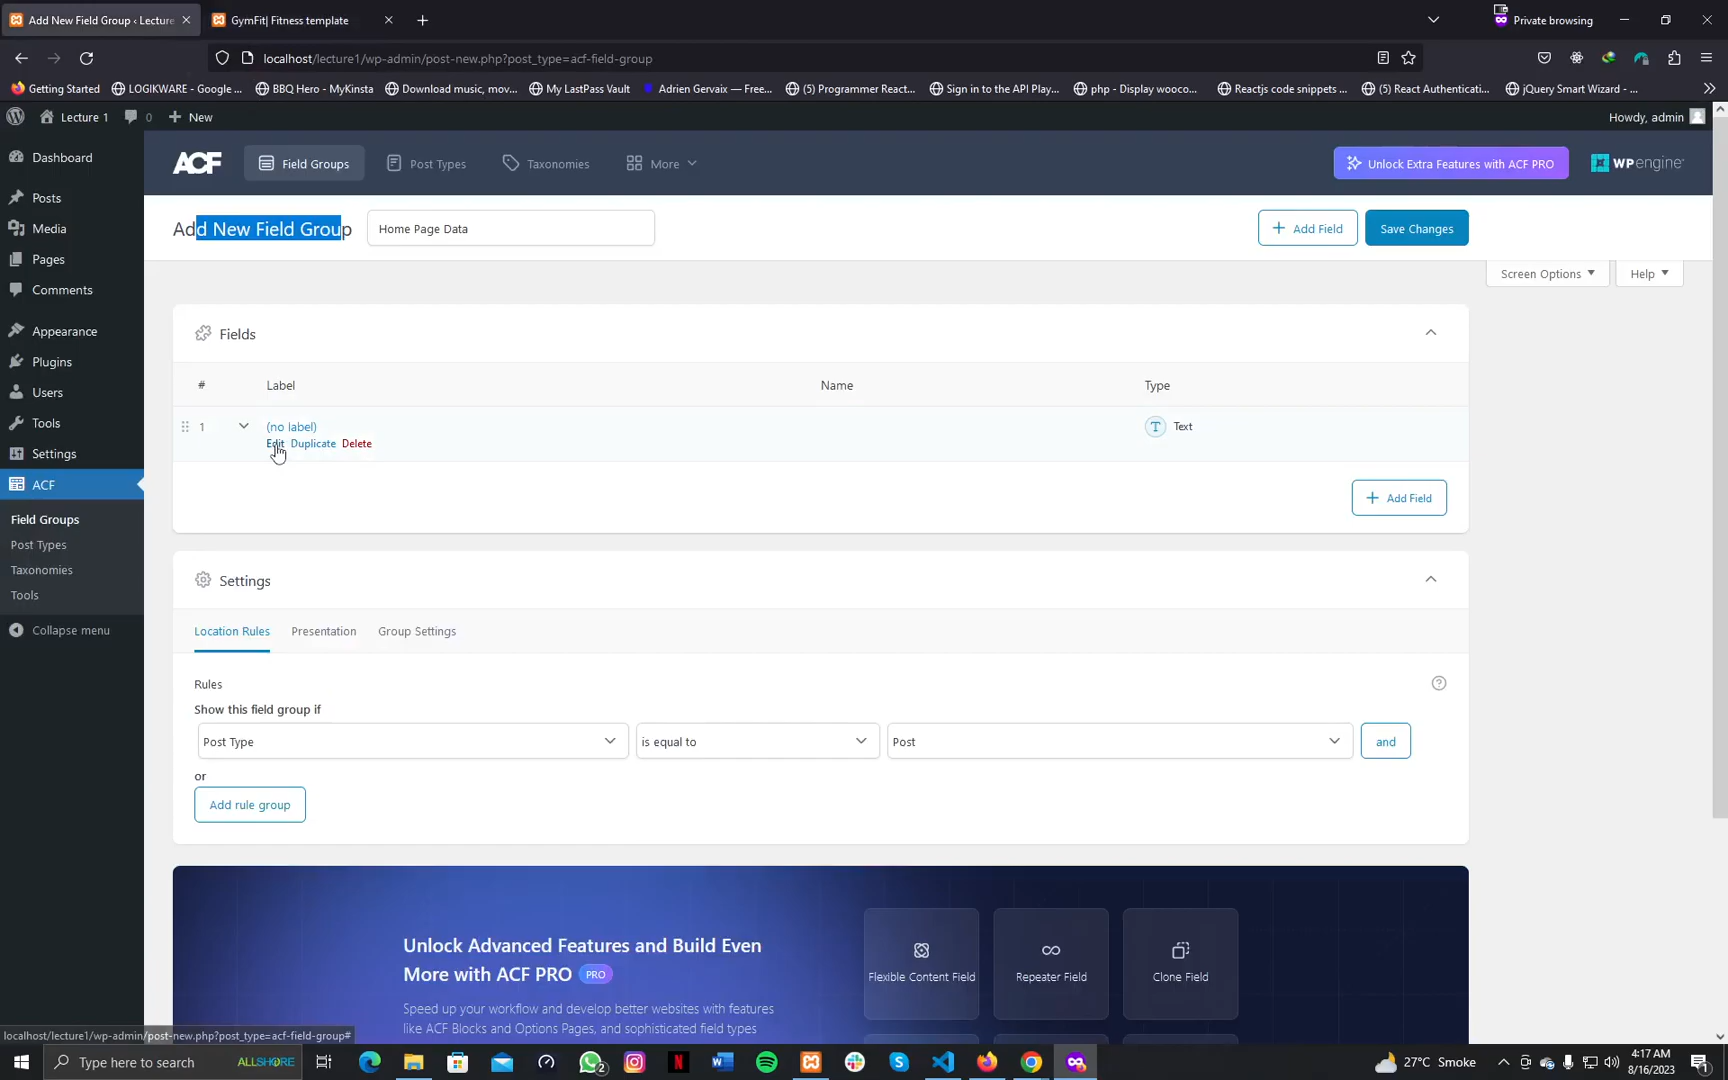 Add New Field Group ‹ Lecture
GymFit| Fitness template
Private browsing
localhost/lecture1/wp-admin/post-new.php?post_type=acf-field-group
Getting Started
LOGIKWARE - Google ...
BBQ Hero - MyKinsta
Download music, mov...
My LastPass Vault
Adrien Gervaix — Free...
(5) Programmer React...
Sign in to the API Play...
php - Display wooco...
Reactjs code snippets ...
(5) React Authenticati...
jQuery Smart Wizard - ...
Lecture 1
0
New
Howdy, admin
Dashboard
Posts
Media
Pages
Comments
Appearance
Plugins
Users
Tools
Settings
ACF
Field Groups
Post Types
Taxonomies
Tools
Collapse menu
ACF
Field Groups
Post Types
Taxonomies
More
Unlock Extra Features with ACF PRO
WPengine
Add New Field Group
Home Page Data
Add Field
Save Changes
Screen Options
Help
Fields
#
Label
Name
Type
1
(no label)
T
Text
Edit
Duplicate
Delete
Add Field
Settings
Location Rules
Presentation
Group Settings
Rules
Show this field group if
Post Type
is equal to
Post
and
or
Add rule group
Unlock Advanced Features and Build Even
More with ACF PRO
PRO
Speed up your workflow and develop better websites with features
like ACF Blocks and Options Pages, and sophisticated field types
Flexible Content Field
Repeater Field
Clone Field
localhost/lecture1/wp-admin/post-new.php?post_type=acf-field-group#
Type here to search
ALLSHORE
2
27°C Smoke
4:17 AM
8/16/2023
1